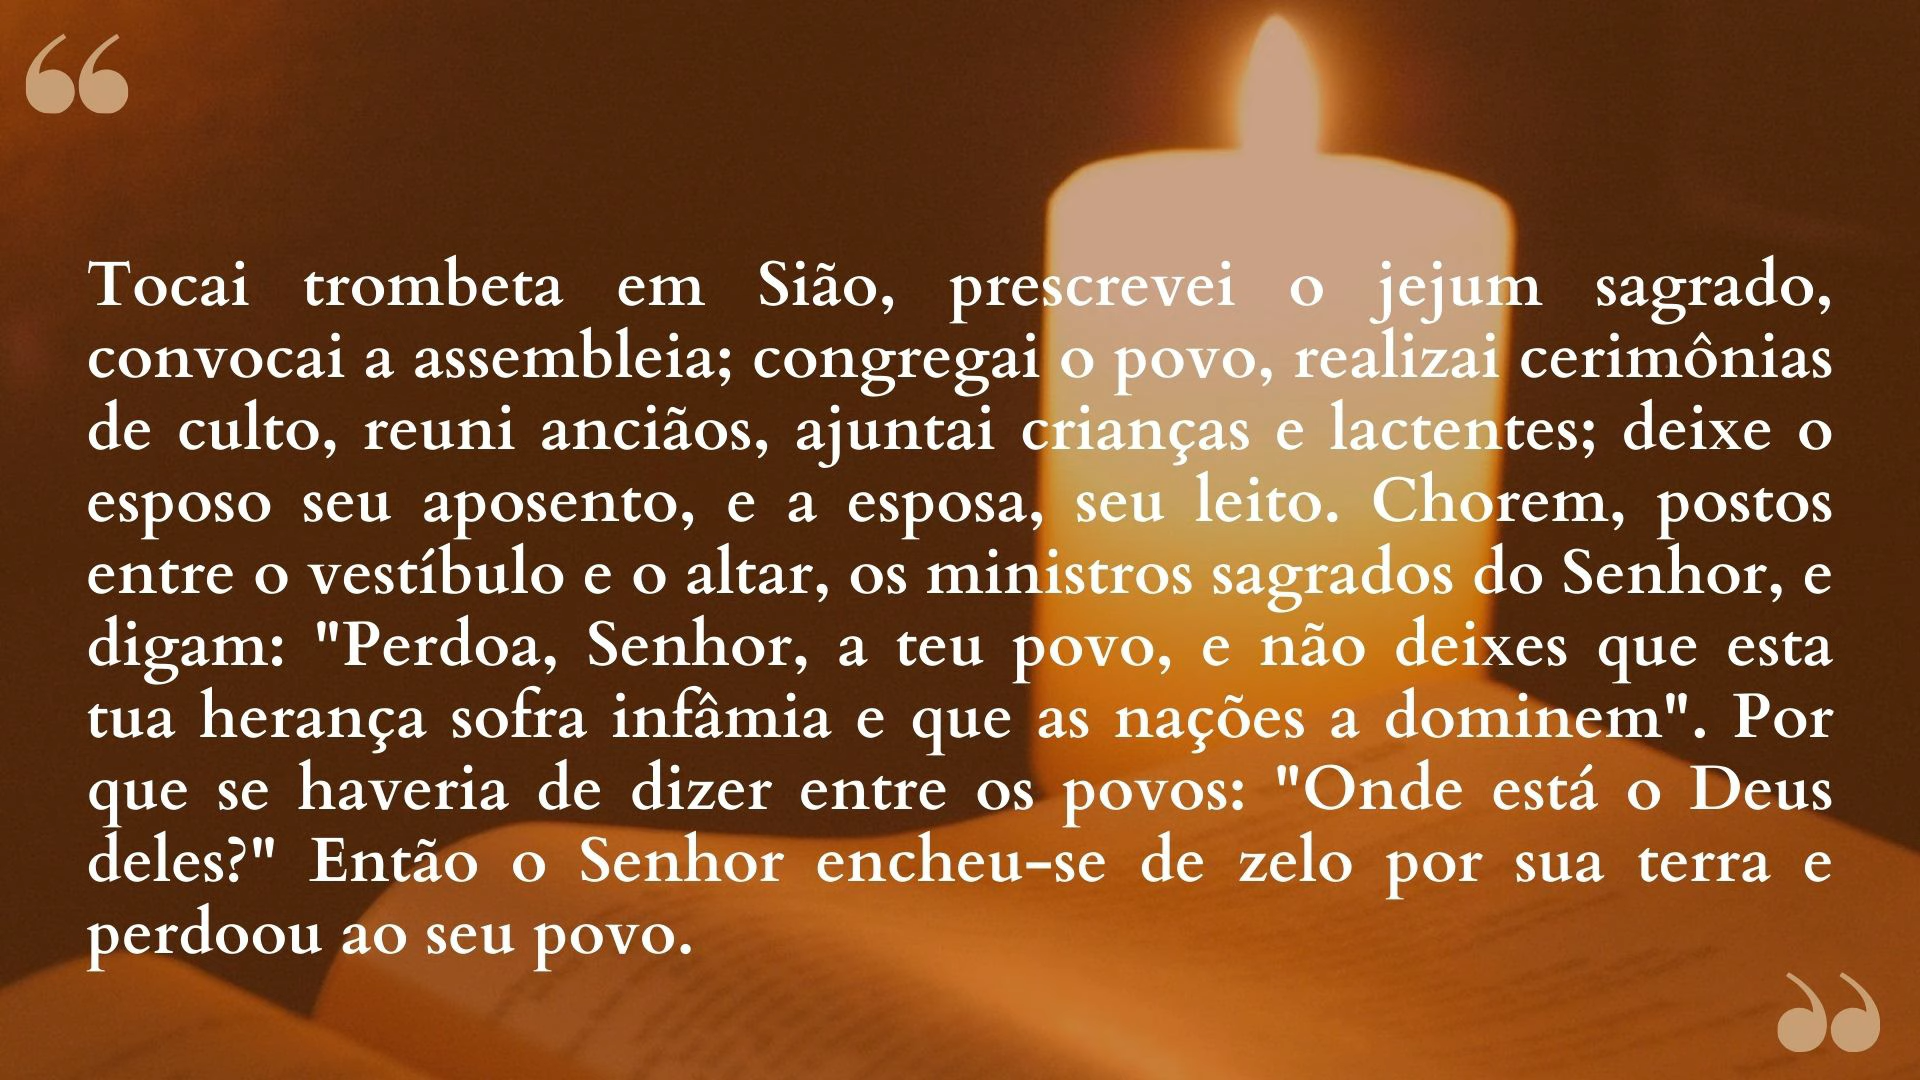 Tocai trombeta em Sião, prescrevei o jejum sagrado,
convocai a assembleia; congregai o povo, realizai cerimônias
de culto, reuni anciãos, ajuntai crianças e lactentes; deixe o
esposo seu aposento, e a esposa, seu leito. Chorem, postos
entre o vestíbulo e o altar, os ministros sagrados do Senhor, e
digam: "Perdoa, Senhor, a teu povo, e não deixes que esta
tua herança sofra infâmia e que as nações a dominem". Por
que se haveria de dizer entre os povos: "Onde está o Deus
deles?" Então o Senhor encheu-se de zelo por sua terra e
perdoou ao seu povo.